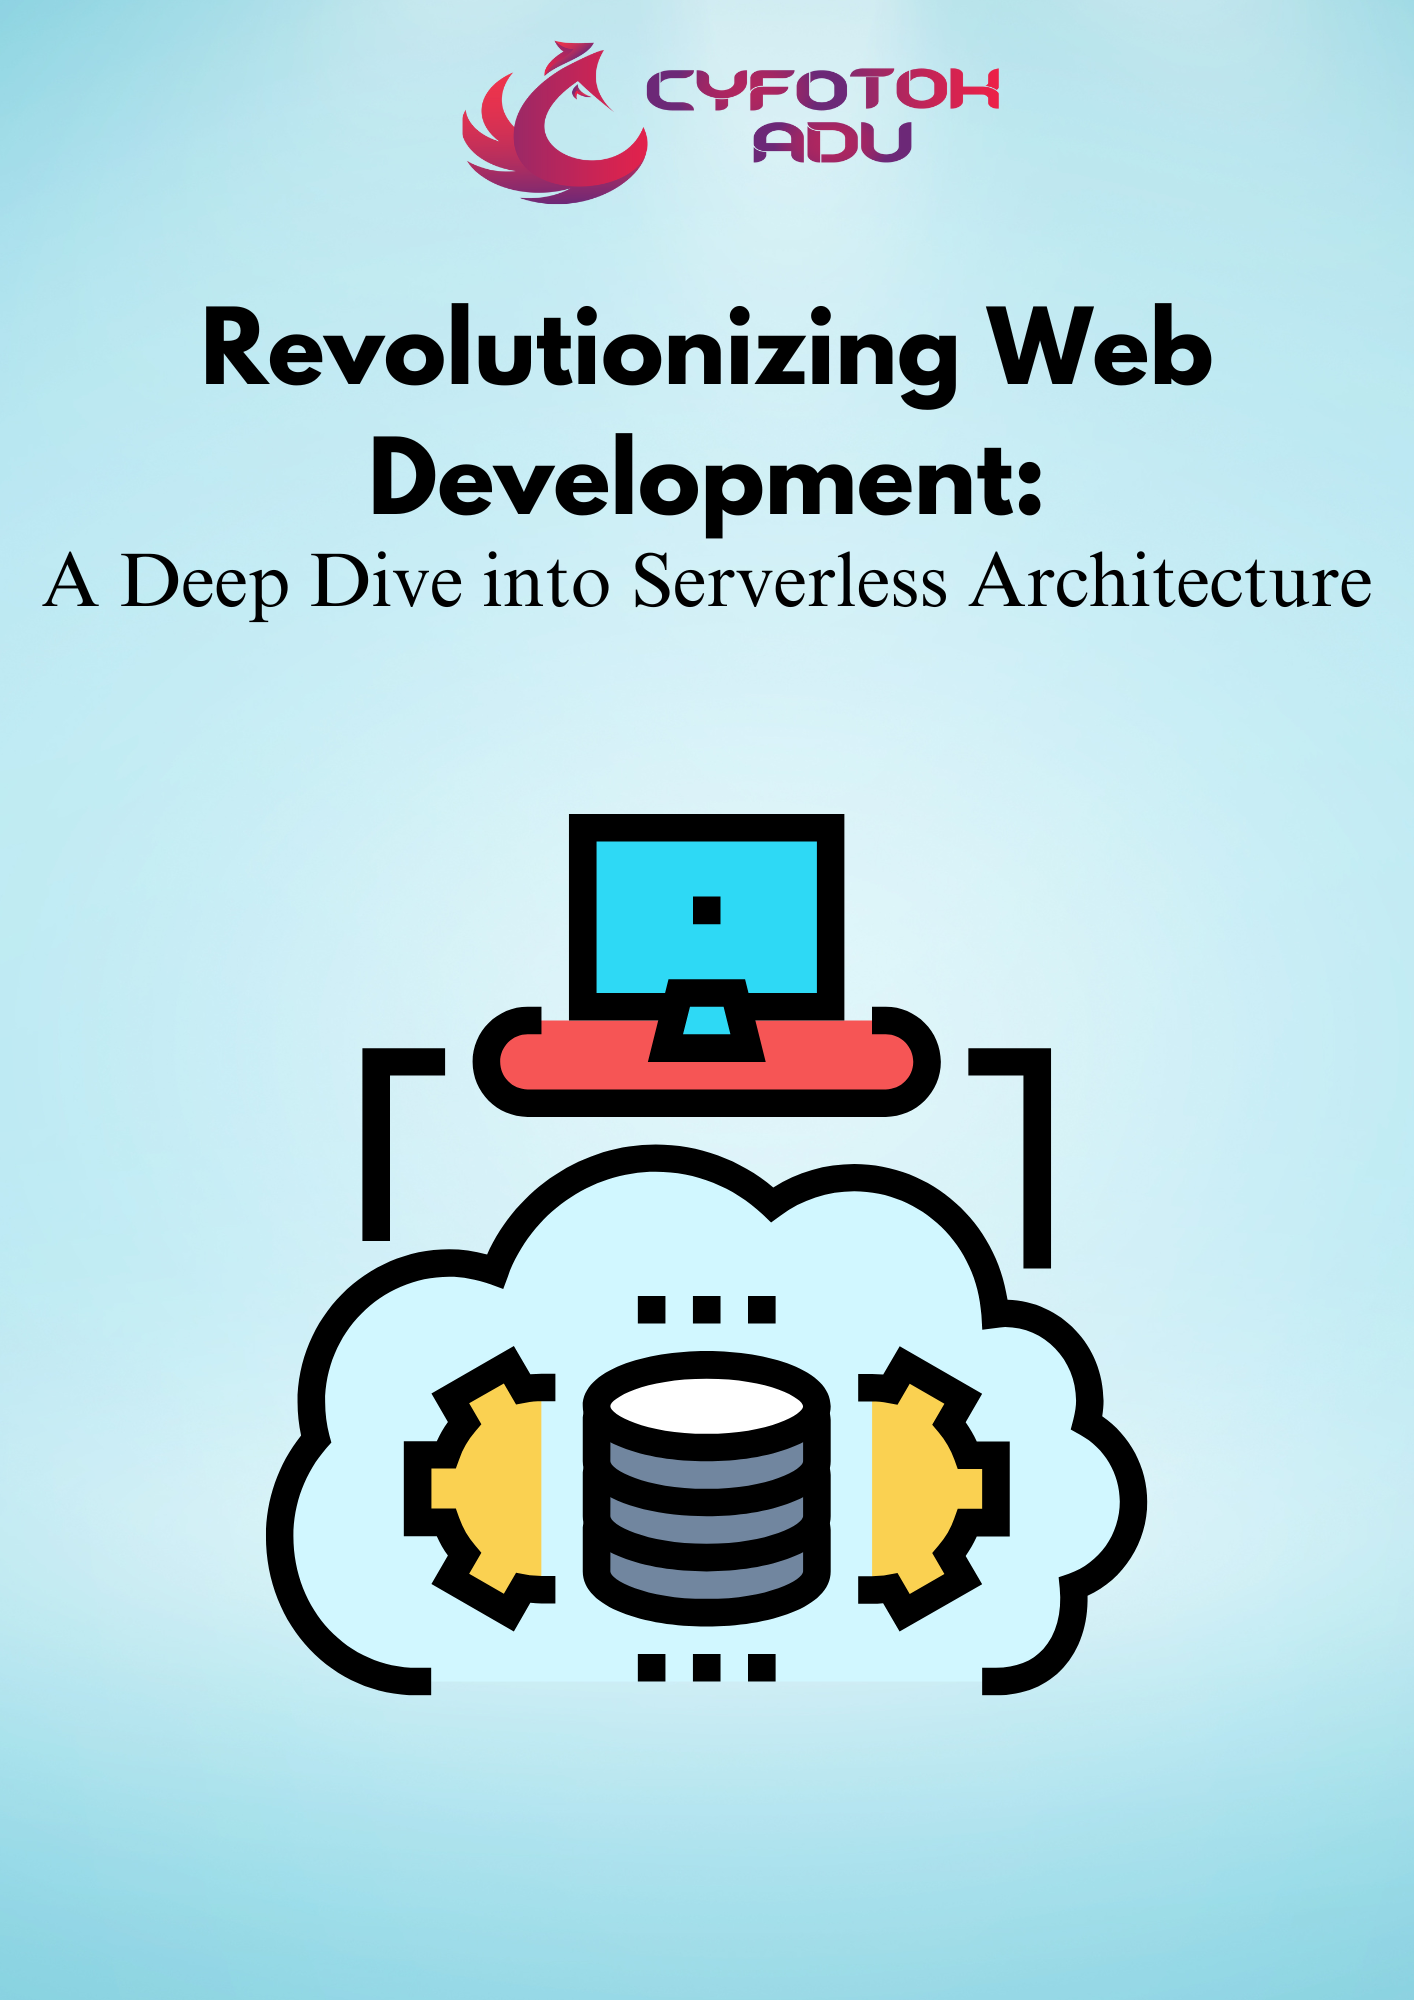 CYFOTOK
ADU
Revolutionizing Web
Development:
A Deep Dive into Serverless Architecture